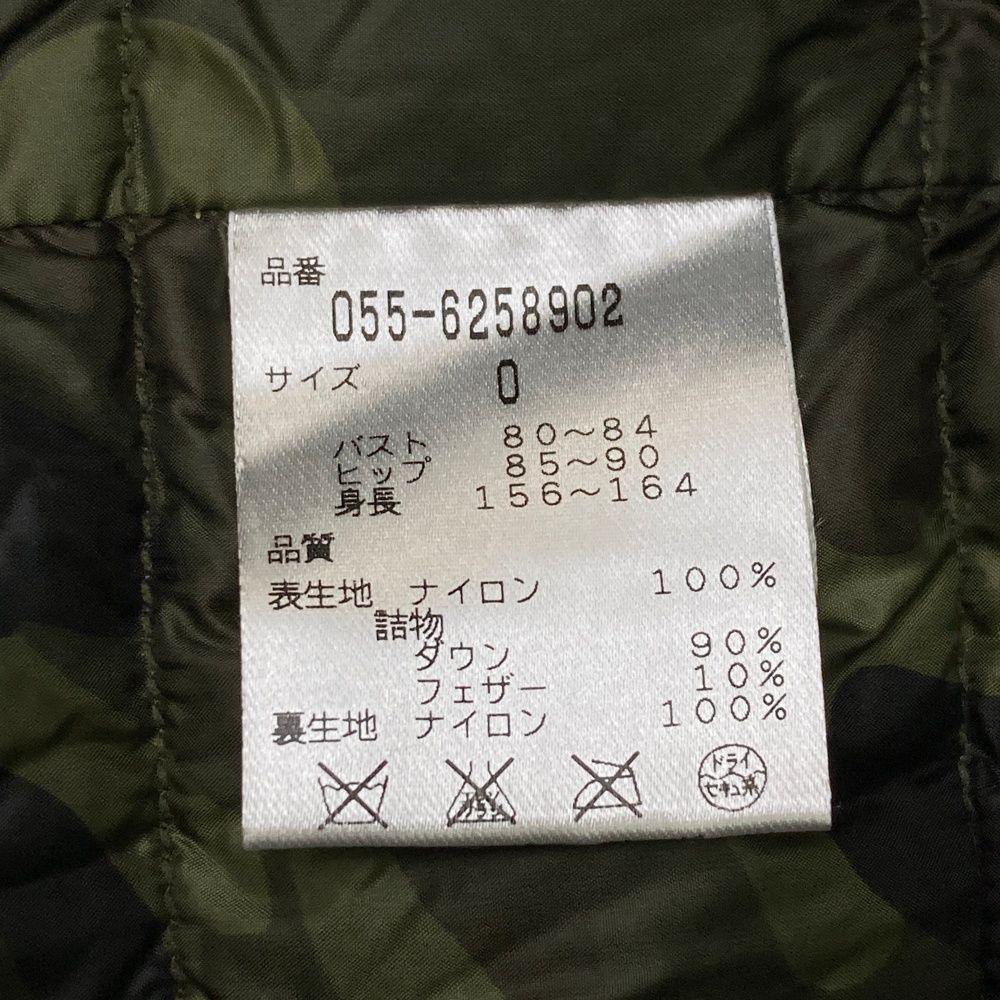 品番
055-6258902
サイズ 0
バスト 80～84
ヒップ 85～90
身長 156～164
品質
表生地 ナイロン 100%
詰物
ダウン 90%
フェザー 10%
裏生地 ナイロン 100%
ドライ
セキユ系